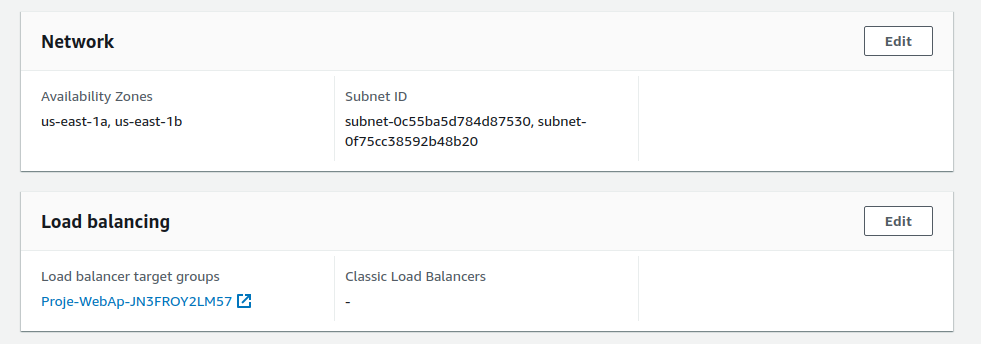 Network
Edit
Availability Zones
Subnet ID
us-east-1a, us-east-1b
subnet-0c55ba5d784d87530, subnet-
0f75cc38592b48b20
Load balancing
Edit
Load balancer target groups
Classic Load Balancers
Proje-WebAp-JN3FROY2LM57
-